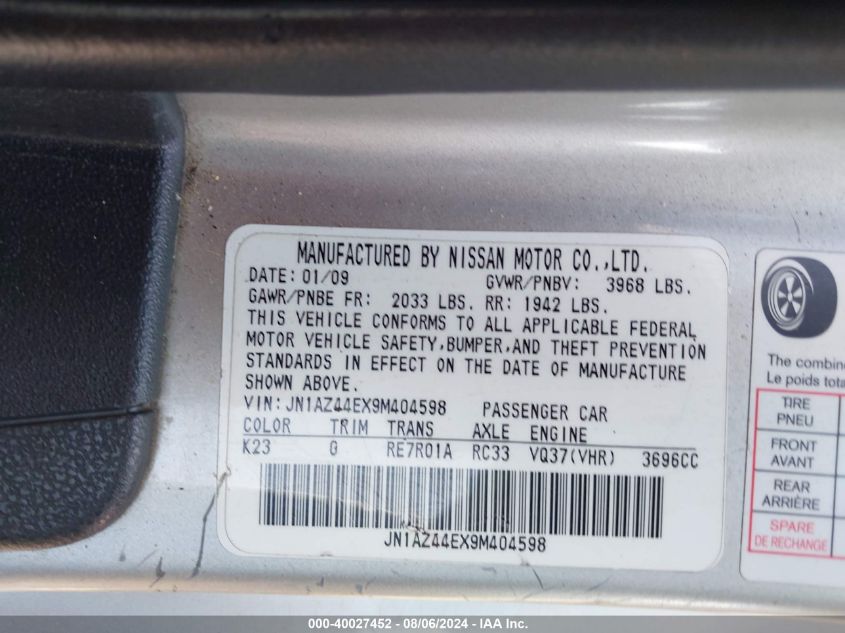 MANUFACTURED BY NISSAN MOTOR CO.,LTD.
DATE: 01/09 GVWR/PNBV: 3968 LBS.
GAWR/PNBE FR: 2033 LBS. RR: 1942 LBS.
THIS VEHICLE CONFORMS TO ALL APPLICABLE FEDERAL
MOTOR VEHICLE SAFETY,BUMPER,AND THEFT PREVENTION
STANDARDS IN EFFECT ON THE DATE OF MANUFACTURE
SHOWN ABOVE.
VIN:JN1AZ44EX9M404598 PASSENGER CAR
COLOR TRIM TRANS AXLE ENGINE
K23 G RE7R01A RC33 VQ37(VHR) 3696CC
JN1AZ44EX9M404598
The combine
Le poids tota
TIRE
PNEU
FRONT
AVANT
REAR
ARRIÈRE
SPARE
DE RECHANGE
000-40027452 - 08/06/2024 - IAA Inc.